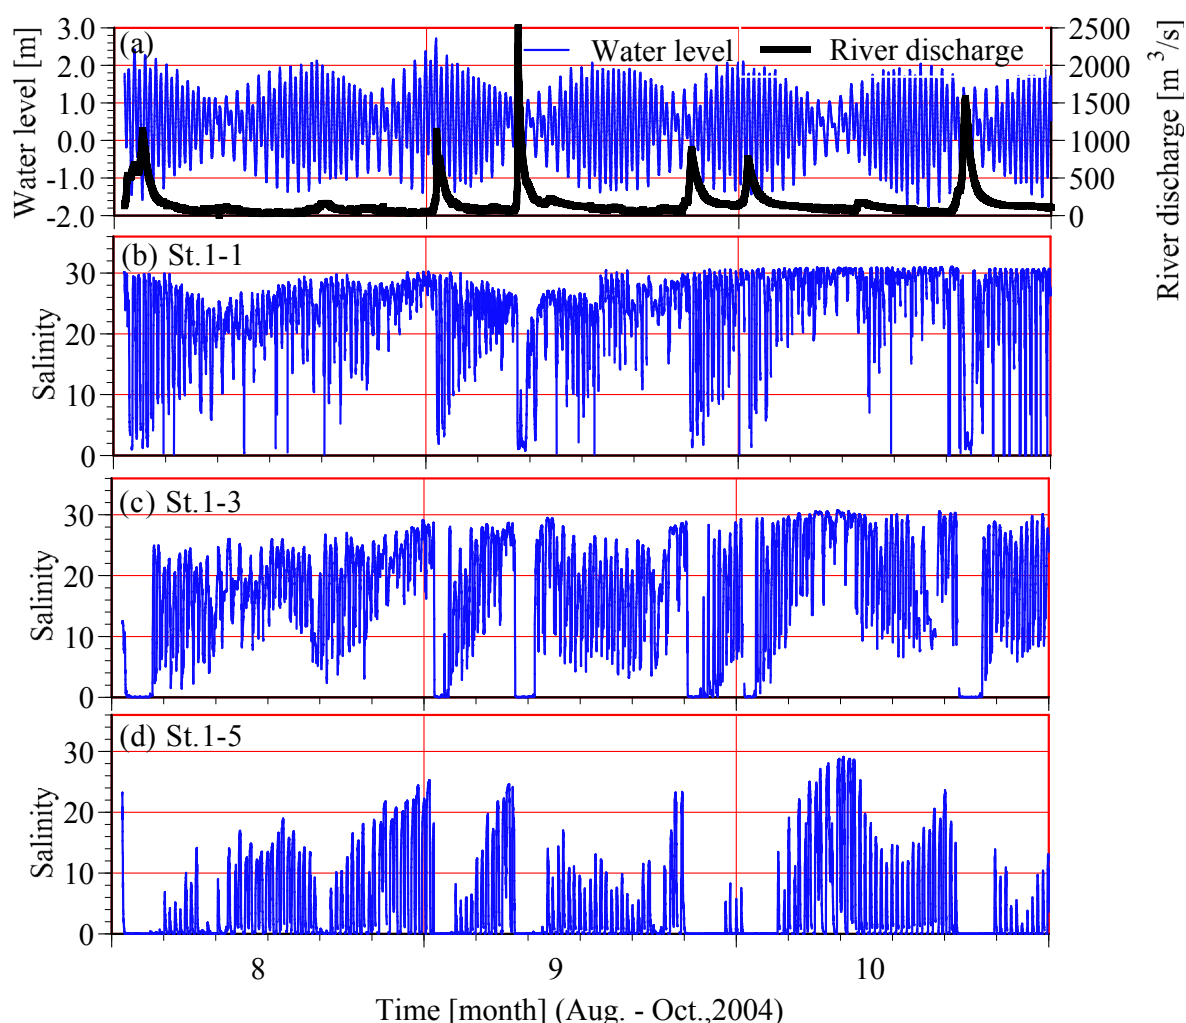 (a)
Water level
River discharge
Water level [m]
3.0
2.0
1.0
0.0
-1.0
-2.0
2500
2000
1500
1000
500
0
River discharge [m³/s]
(b) St.1-1
Salinity
30
20
10
0
(c) St.1-3
Salinity
30
20
10
0
(d) St.1-5
Salinity
30
20
10
0
8 9 10
Time [month] (Aug. - Oct.,2004)